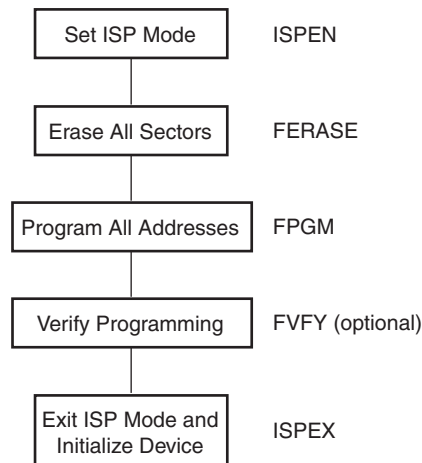 Set ISP Mode ISPEN
Erase All Sectors FERASE
Program All Addresses FPGM
Verify Programming FVFY (optional)
Exit ISP Mode and
Initialize Device ISPEX